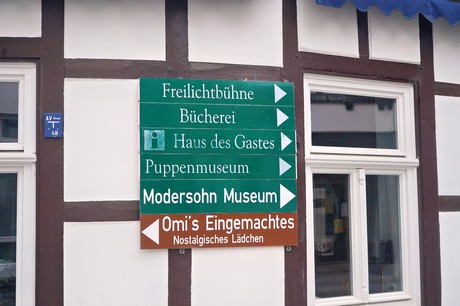 Freilichtbühne
Bücherei
i Haus des Gastes
Puppenmuseum
Modersohn Museum
Omi's Eingemachtes
Nostalgisches Lädchen